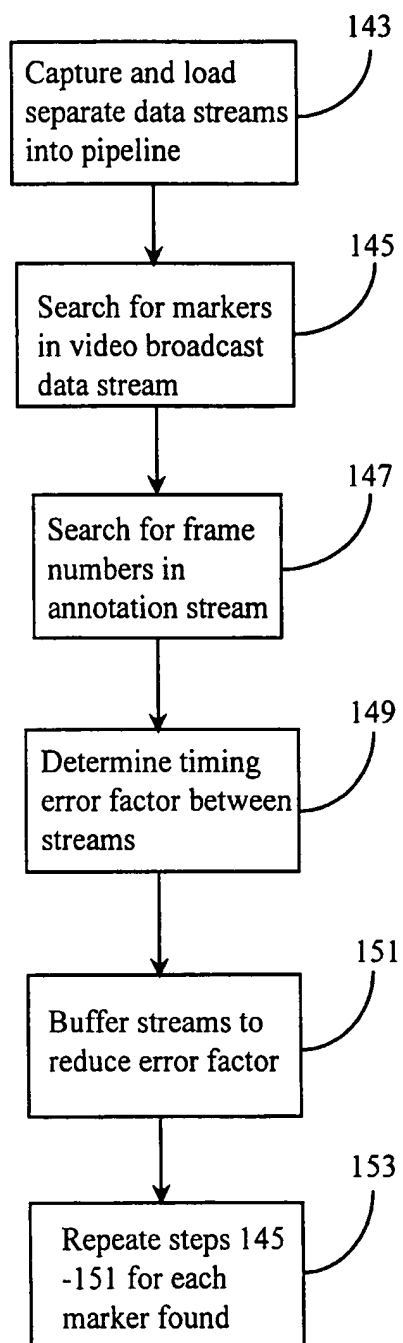 143
Capture and load
separate data streams
into pipeline
145
Search for markers
in video broadcast
data stream
147
Search for frame
numbers in
annotation stream
149
Determine timing
error factor between
streams
151
Buffer streams to
reduce error factor
153
Repeate steps 145
-151 for each
marker found